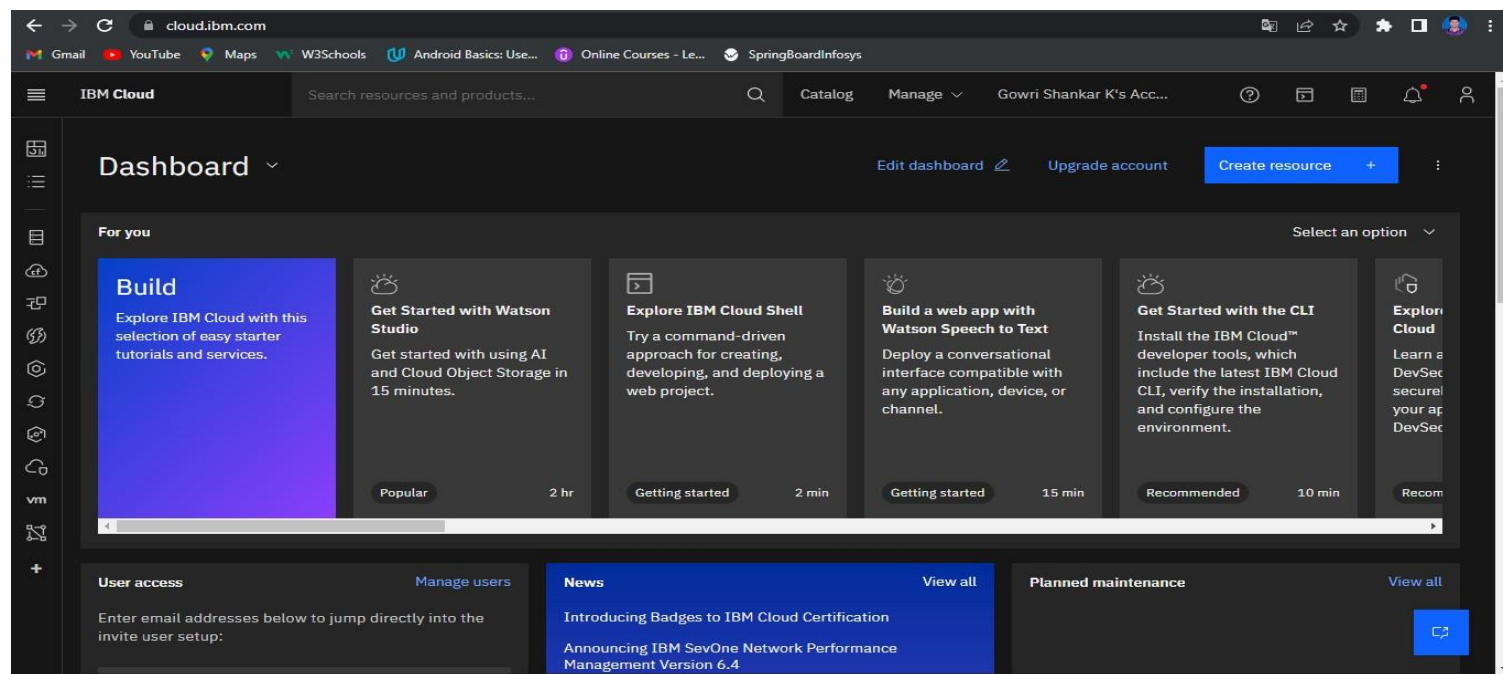 cloud.ibm.com
Gmail YouTube Maps W3Schools Android Basics: Use... Online Courses - Le... SpringBoardInfosys
IBM Cloud Search resources and products... Catalog Manage Gowri Shankar K's Acc...
Dashboard Edit dashboard Upgrade account Create resource +
For you Select an option
Build
Explore IBM Cloud with this
selection of easy starter
tutorials and services.
Get Started with Watson
Studio
Get started with using AI
and Cloud Object Storage in
15 minutes.
Popular 2 hr
Explore IBM Cloud Shell
Try a command-driven
approach for creating,
developing, and deploying a
web project.
Getting started 2 min
Build a web app with
Watson Speech to Text
Deploy a conversational
interface compatible with
any application, device, or
channel.
Getting started 15 min
Get Started with the CLI
Install the IBM Cloud™
developer tools, which
include the latest IBM Cloud
CLI, verify the installation,
and configure the
environment.
Recommended 10 min
Explor
Cloud
Learn a
DevSec
securel
your ap
DevSec
Recom
vm
User access Manage users
Enter email addresses below to jump directly into the
invite user setup:
News View all
Introducing Badges to IBM Cloud Certification
Announcing IBM SevOne Network Performance
Management Version 6.4
Planned maintenance View all